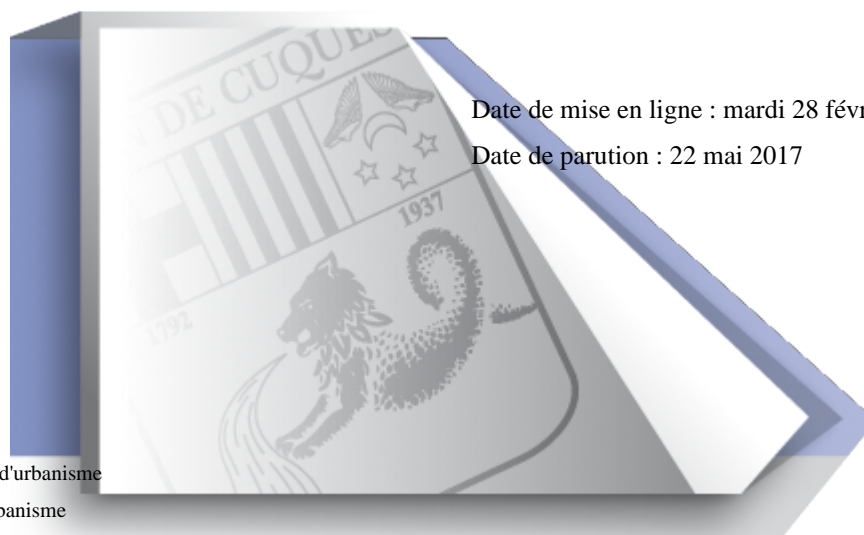 N DE CUQUES
Date de mise en ligne : mardi 28 févr
Date de parution : 22 mai 2017
1937
1792
d'urbanisme
banisme